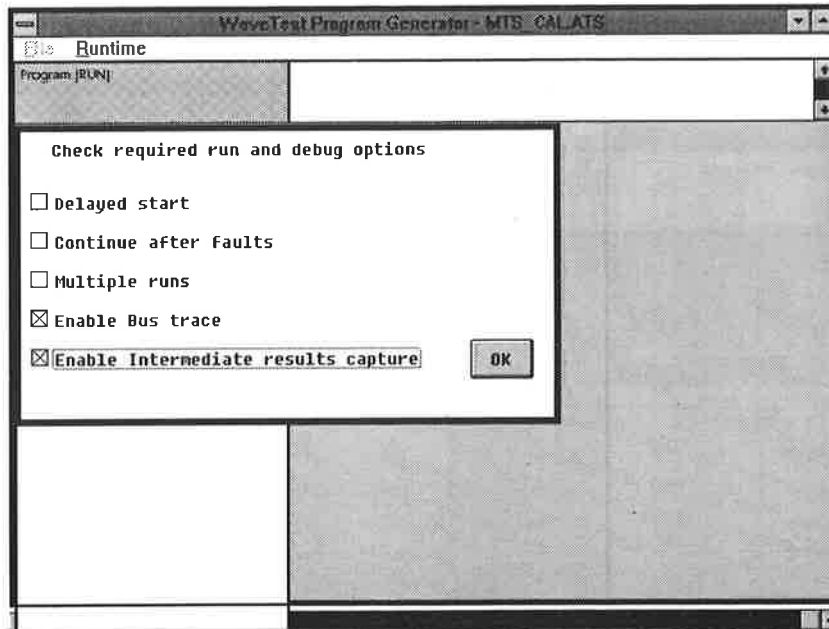 WaveTest Program Generator - MTS_CAL.ATS
File Runtime
Program [RUN]
Check required run and debug options
Delayed start
Continue after Faults
Multiple runs
Enable Bus trace
Enable Intermediate results capture
OK